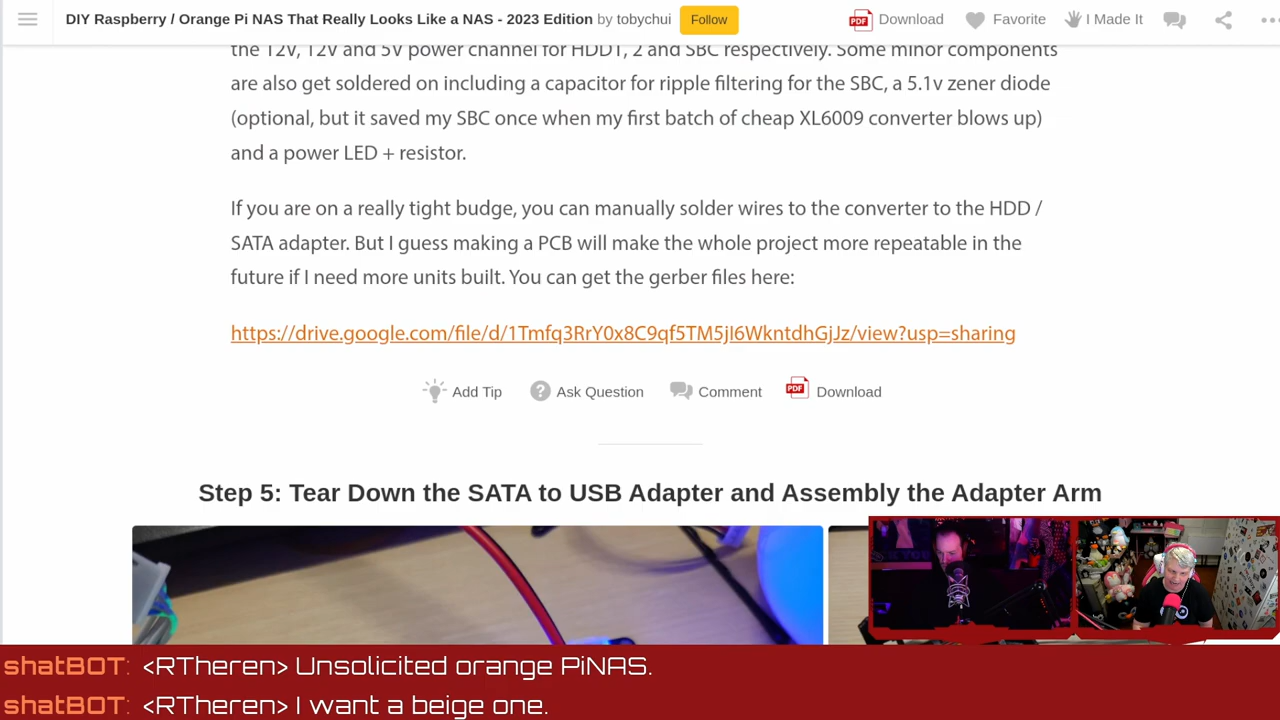 DIY Raspberry / Orange Pi NAS That Really Looks Like a NAS - 2023 Edition by tobychui Follow Download Favorite I Made It
the 12V, 12V and 5V power channel for HDD1, 2 and SBC respectively. Some minor components
are also get soldered on including a capacitor for ripple filtering for the SBC, a 5.1v zener diode
(optional, but it saved my SBC once when my first batch of cheap XL6009 converter blows up)
and a power LED + resistor.
If you are on a really tight budget, you can manually solder wires to the converter to the HDD /
SATA adapter. But I guess making a PCB will make the whole project more repeatable in the
future if I need more units built. You can get the gerber files here:
https://drive.google.com/file/d/1Tmfq3RrY0x8C9qf5TM5jI6WkntdhGjJz/view?usp=sharing
Add Tip Ask Question Comment PDF Download
Step 5: Tear Down the SATA to USB Adapter and Assembly the Adapter Arm
shatBOT: <RTheren> Unsolicited orange PiNAS.
shatBOT: <RTheren> I want a beige one.